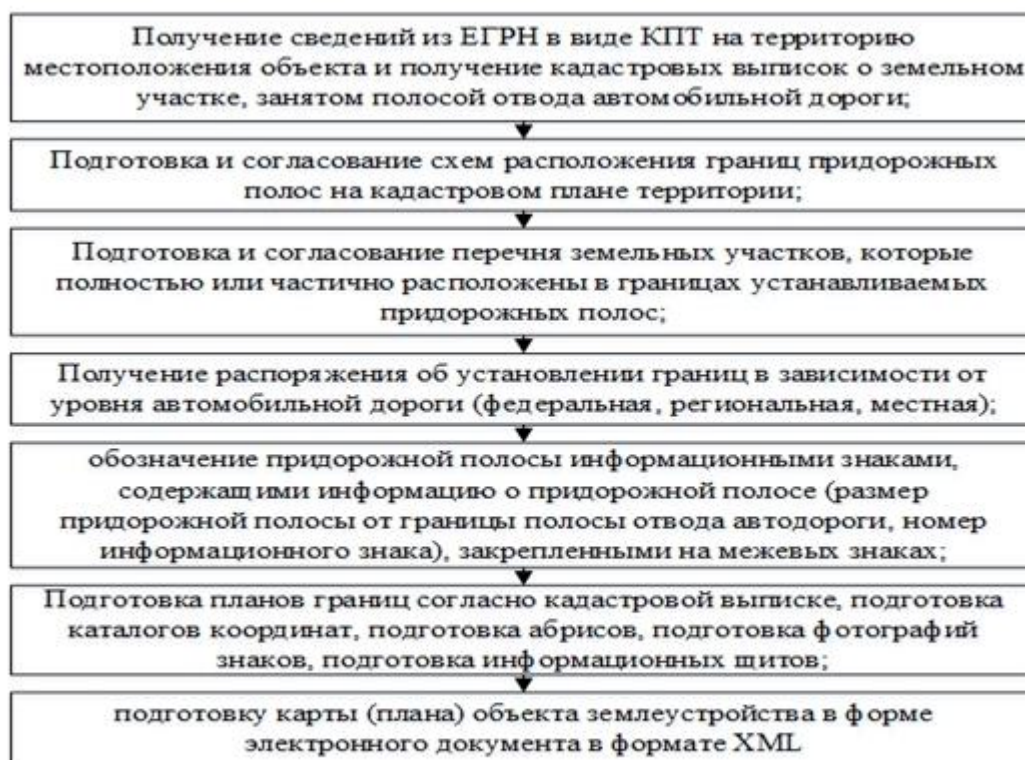 Получение сведений из ЕГРН в виде КПТ на территорию
местоположения объекта и получение кадастровых выписок о земельном
участке, занятом полосой отвода автомобильной дороги;
Подготовка и согласование схем расположения границ придорожных
полос на кадастровом плане территории;
Подготовка и согласование перечня земельных участков, которые
полностью или частично расположены в границах устанавливаемых
придорожных полос;
Получение распоряжения об установлении границ в зависимости от
уровня автомобильной дороги (федеральная, региональная, местная);
обозначение придорожной полосы информационными знаками,
содержащими информацию о придорожной полосе (размер
придорожной полосы от границы полосы отвода автодороги, номер
информационного знака), закрепленными на межевых знаках;
Подготовка планов границ согласно кадастровой выписке, подготовка
каталогов координат, подготовка абрисов, подготовка фотографий
знаков, подготовка информационных щитов;
подготовку карты (плана) объекта землеустройства в форме
электронного документа в формате XML